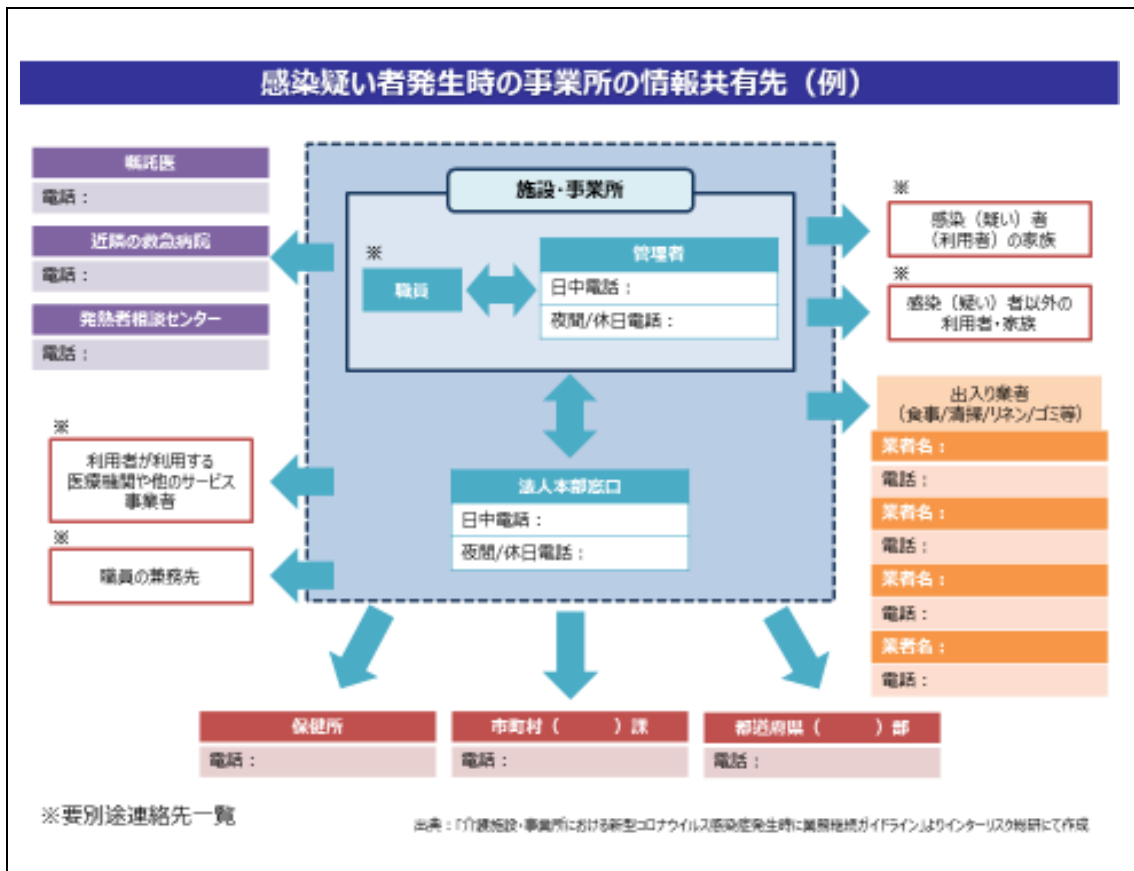 感染疑い者発生時の事業所の情報共有先（例）
嘱託医
電話：
近隣の救急病院
電話：
発熱者相談センター
電話：
施設・事業所
※
職員
管理者
日中電話：
夜間/休日電話：
※
感染（疑い）者
（利用者）の家族
※
感染（疑い）者以外の
利用者・家族
出入り業者
（食事/清掃/リネン/ゴミ等）
業者名：
電話：
業者名：
電話：
業者名：
電話：
業者名：
電話：
※
利用者が利用する
医療機関や他のサービス
事業者
※
職員の兼務先
法人本部窓口
日中電話：
夜間/休日電話：
保健所
電話：
市町村（　　　）課
電話：
都道府県（　　　）部
電話：
※要別途連絡先一覧
出典：「介護施設・事業所における新型コロナウイルス感染症発生時に業務継続ガイドライン」よりインターリスク総研にて作成